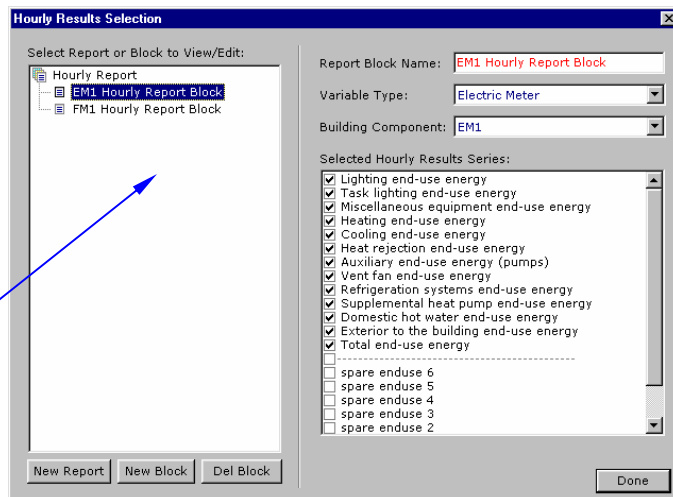 Hourly Results Selection
Select Report or Block to View/Edit:
Hourly Report
EM1 Hourly Report Block
FM1 Hourly Report Block
New Report
New Block
Del Block
Report Block Name: EM1 Hourly Report Block
Variable Type: Electric Meter
Building Component: EM1
Selected Hourly Results Series:
Lighting end-use energy
Task lighting end-use energy
Miscellaneous equipment end-use energy
Heating end-use energy
Cooling end-use energy
Heat rejection end-use energy
Auxiliary end-use energy (pumps)
Vent fan end-use energy
Refrigeration systems end-use energy
Supplemental heat pump end-use energy
Domestic hot water end-use energy
Exterior to the building end-use energy
Total end-use energy
----------------------------------------
spare enduse 6
spare enduse 5
spare enduse 4
spare enduse 3
spare enduse 2
Done